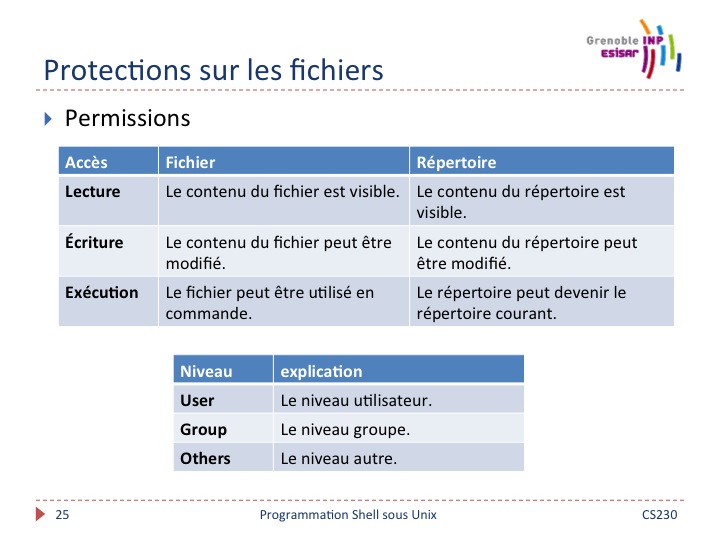 Grenoble INP
ESISAR
Protections sur les fichiers
Permissions
Accès Fichier Répertoire
Lecture Le contenu du fichier est visible. Le contenu du répertoire est
visible.
Écriture Le contenu du fichier peut être Le contenu du répertoire peut
modifié. être modifié.
Exécution Le fichier peut être utilisé en Le répertoire peut devenir le
commande. répertoire courant.
Niveau explication
User Le niveau utilisateur.
Group Le niveau groupe.
Others Le niveau autre.
25 Programmation Shell sous Unix CS230